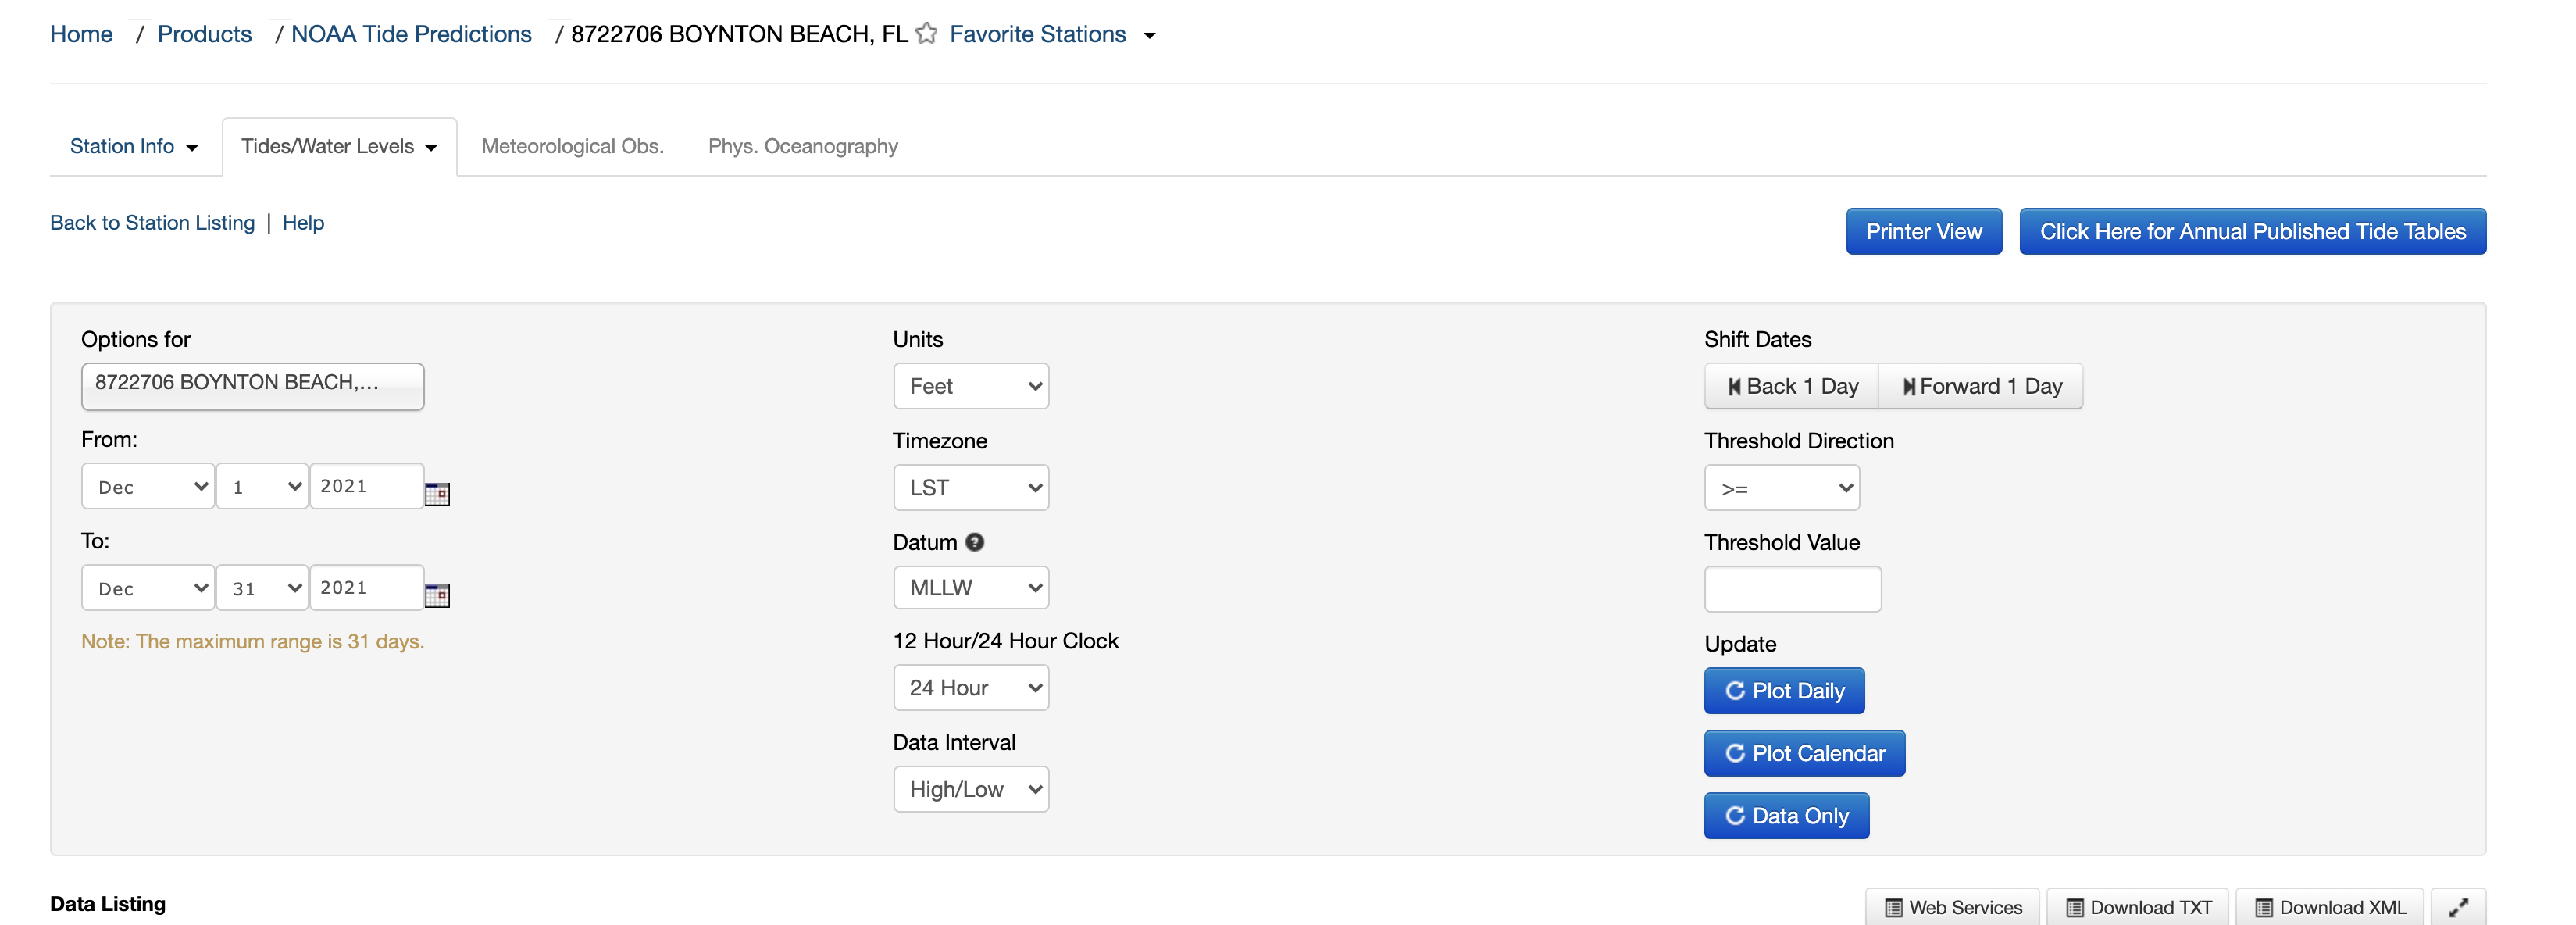 Home / Products / NOAA Tide Predictions / 8722706 BOYNTON BEACH, FL Favorite Stations
Station Info Tides/Water Levels Meteorological Obs. Phys. Oceanography
Back to Station Listing | Help
Printer View Click Here for Annual Published Tide Tables
Options for
8722706 BOYNTON BEACH,...
From:
Dec 1 2021
To:
Dec 31 2021
Note: The maximum range is 31 days.
Units
Feet
Timezone
LST
Datum ?
MLLW
12 Hour/24 Hour Clock
24 Hour
Data Interval
High/Low
Shift Dates
Back 1 Day Forward 1 Day
Threshold Direction
>=
Threshold Value
Update
Plot Daily
Plot Calendar
Data Only
Data Listing
Web Services Download TXT Download XML